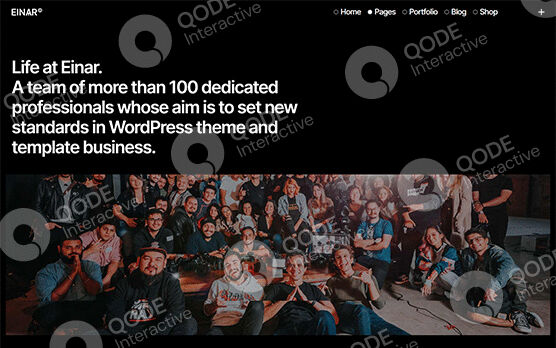 EINAR°
Home Pages Portfolio Blog Shop +
Life at Einar.
A team of more than 100 dedicated
professionals whose aim is to set new
standards in WordPress theme and
template business.
QODE
Interactive
QODE
Interactive
QODE
Interactive
QODE
Interactive
QODE
Interactive
QODE
Interactive
QODE
Interactive
QODE
Interactive
QODE
Interactive